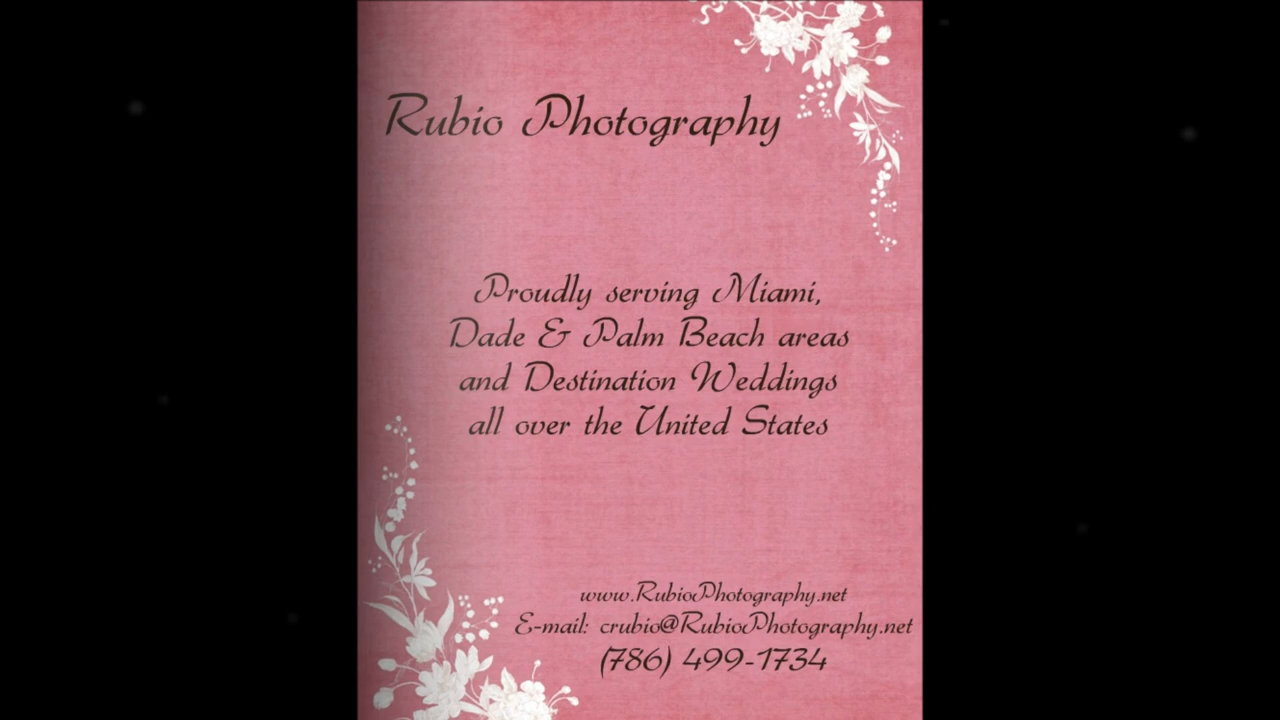 Rubio Photography
Proudly serving Miami,
Dade & Palm Beach areas
and Destination Weddings
all over the United States
www.RubioPhotography.net
E-mail: crubio@RubioPhotography.net
(786) 499-1734